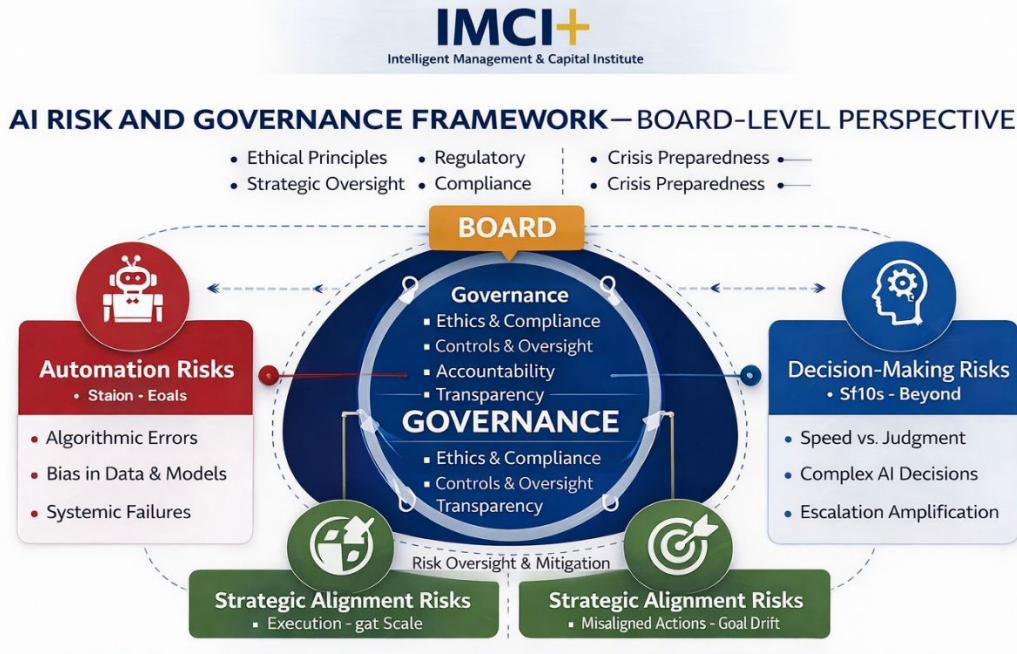 IMCI+
Intelligent Management & Capital Institute
AI RISK AND GOVERNANCE FRAMEWORK—BOARD-LEVEL PERSPECTIVE
• Ethical Principles • Regulatory • Crisis Preparedness
• Strategic Oversight • Compliance • Crisis Preparedness
BOARD
Governance
▪ Ethics & Compliance
▪ Controls & Oversight
▪ Accountability
▪ Transparency
GOVERNANCE
▪ Ethics & Compliance
▪ Controls & Oversight
Transparency
Automation Risks
• Staion - Eoals
• Algorithmic Errors
• Bias in Data & Models
• Systemic Failures
Decision-Making Risks
• Sf10s - Beyond
• Speed vs. Judgment
• Complex AI Decisions
• Escalation Amplification
Risk Oversight & Mitigation
Strategic Alignment Risks
▪ Execution - gat Scale
Strategic Alignment Risks
▪ Misaligned Actions - Goal Drift